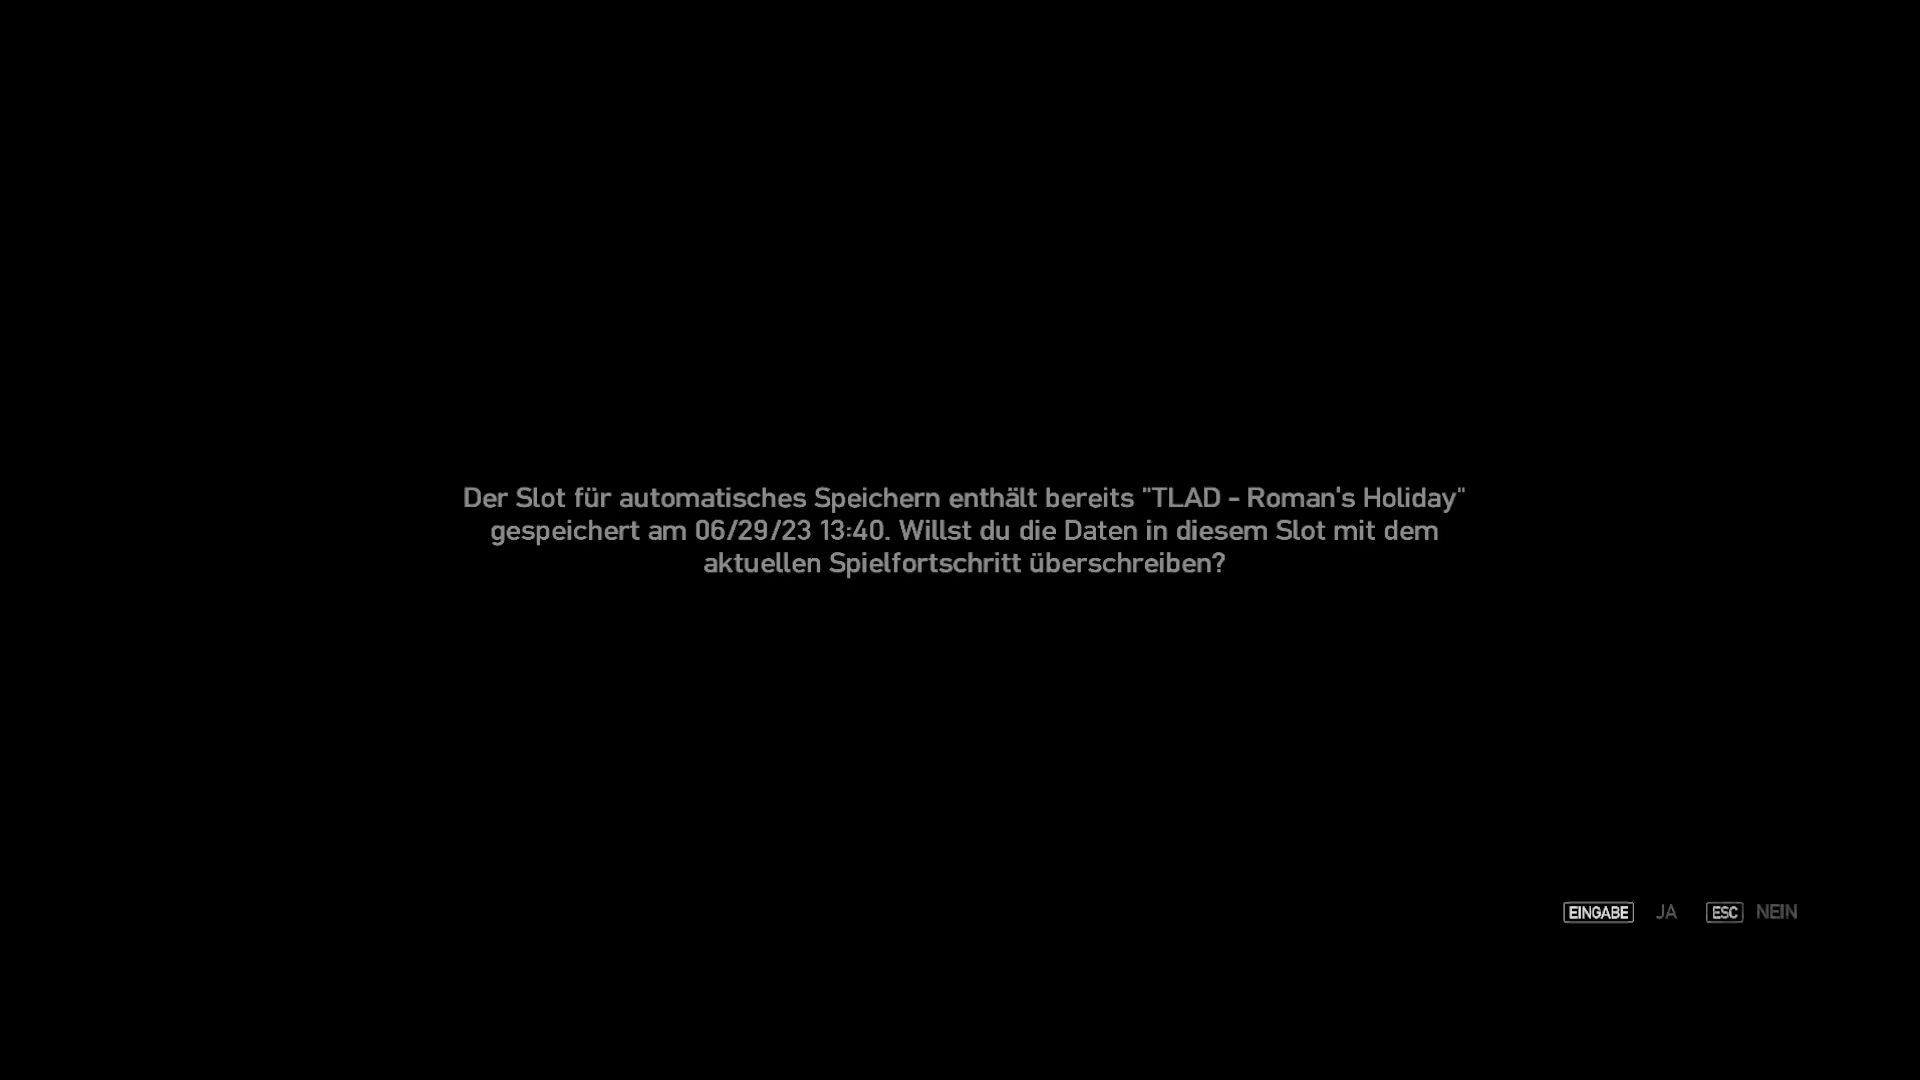 Der Slot für automatisches Speichern enthält bereits "TLAD - Roman's Holiday"
gespeichert am 06/29/23 13:40. Willst du die Daten in diesem Slot mit dem
aktuellen Spielfortschritt überschreiben?
EINGABE JA ESC NEIN